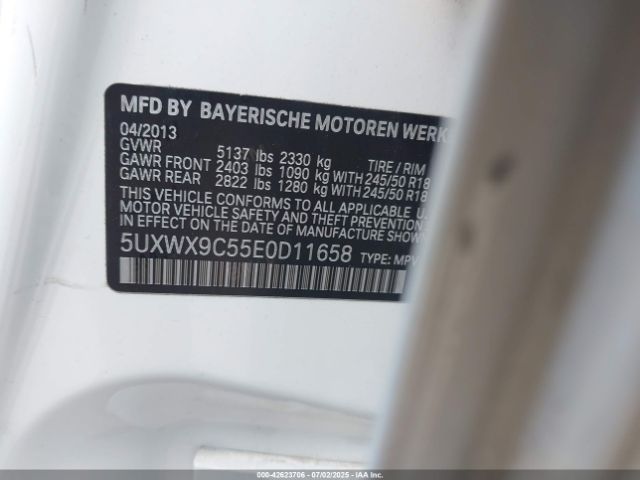 MFD BY BAYERISCHE MOTOREN WERK
04/2013
GVWR 5137 lbs 2330 kg TIRE / RIM
GAWR FRONT 2403 lbs 1090 kg WITH 245/50 R18
GAWR REAR 2822 lbs 1280 kg WITH 245/50 R18
THIS VEHICLE CONFORMS TO ALL APPLICABLE
MOTOR VEHICLE SAFETY AND THEFT PREVENTION
IN EFFECT ON THE DATE OF MANUFACTURE SHOWN
5UXWX9C55E0D11658 TYPE: MPV
000-42623706 07/02/2025 IAA Inc.